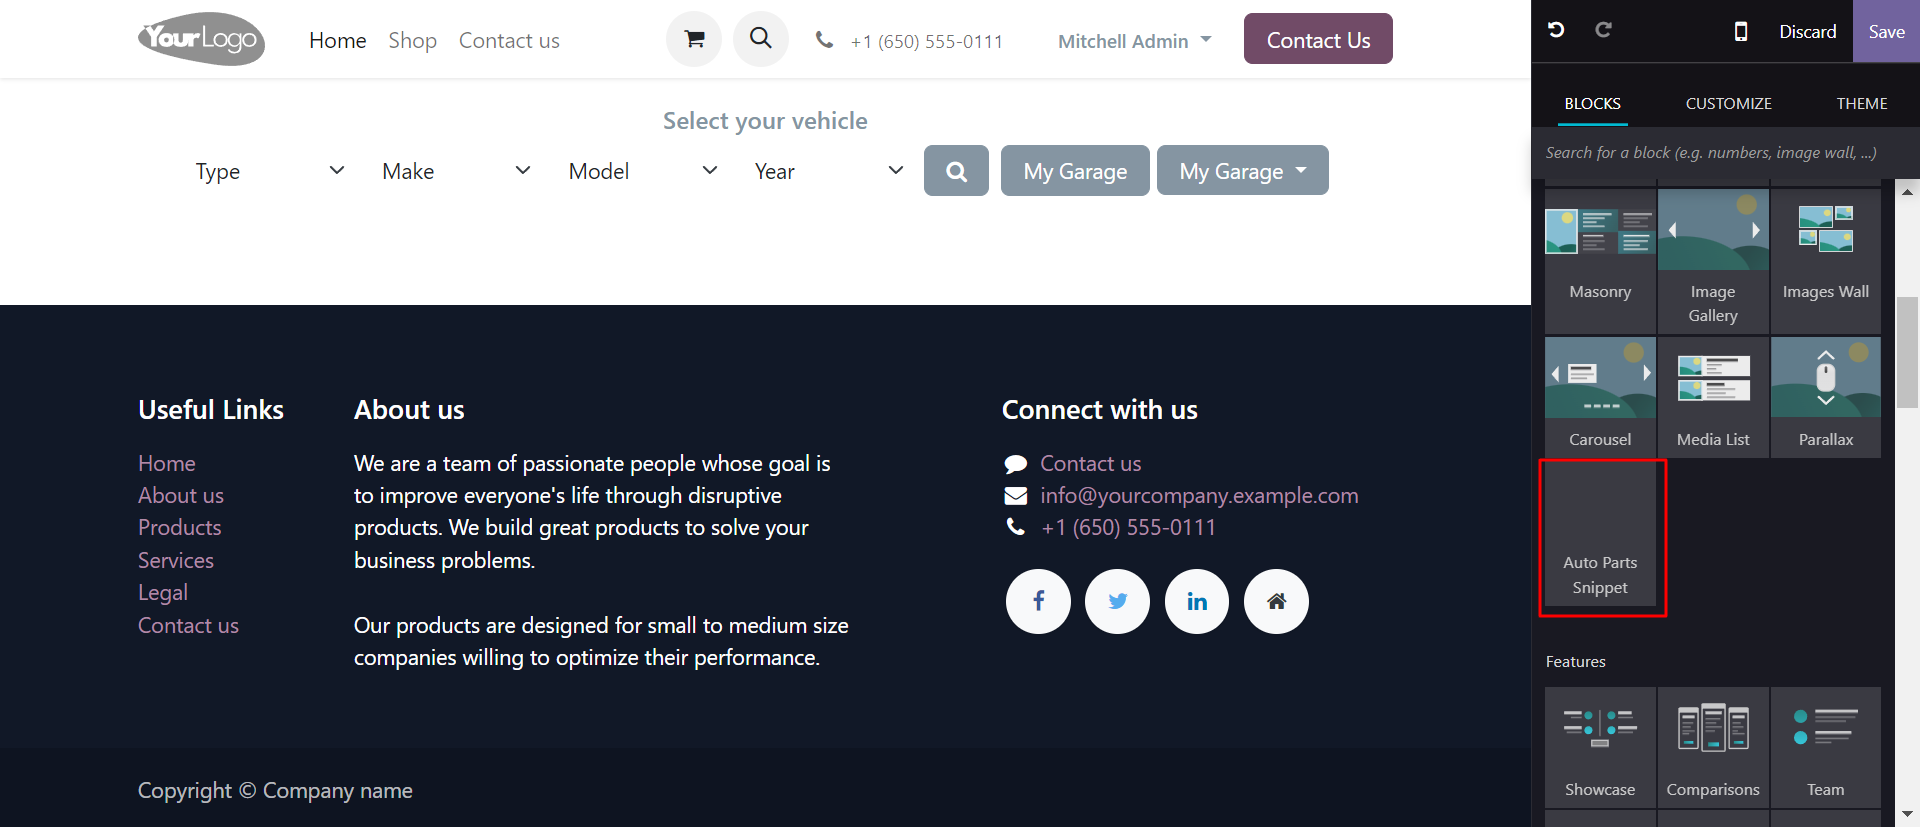 YourLogo
Home
Shop
Contact us
+1 (650) 555-0111
Mitchell Admin
Contact Us
Select your vehicle
Type
Make
Model
Year
My Garage
My Garage
Useful Links
Home
About us
Products
Services
Legal
Contact us
About us
We are a team of passionate people whose goal is
to improve everyone's life through disruptive
products. We build great products to solve your
business problems.
Our products are designed for small to medium size
companies willing to optimize their performance.
Connect with us
Contact us
info@yourcompany.example.com
+1 (650) 555-0111
f
in
Copyright © Company name
Discard
Save
BLOCKS
CUSTOMIZE
THEME
Search for a block (e.g. numbers, image wall, ...)
Masonry
Image
Gallery
Images Wall
Carousel
Media List
Parallax
Auto Parts
Snippet
Features
Showcase
Comparisons
Team